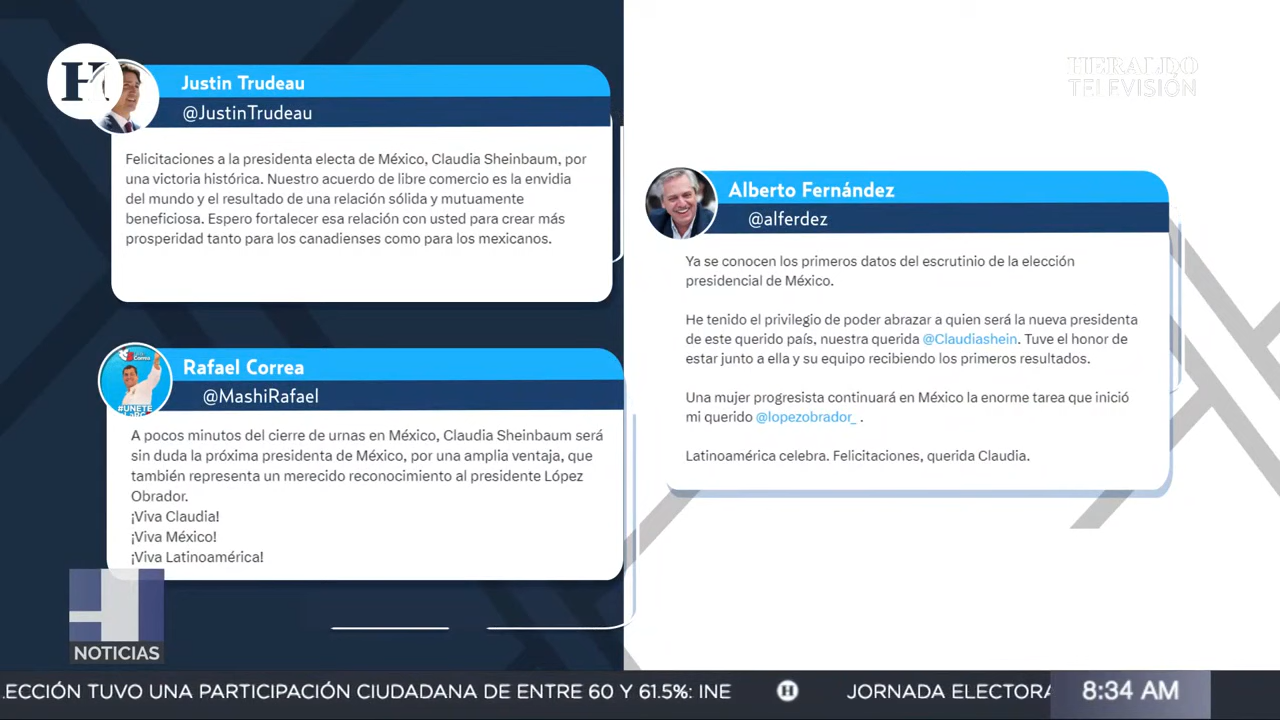 H
Justin Trudeau
@JustinTrudeau
Felicitaciones a la presidenta electa de México, Claudia Sheinbaum, por
una victoria histórica. Nuestro acuerdo de libre comercio es la envidia
del mundo y el resultado de una relación sólida y mutuamente
beneficiosa. Espero fortalecer esa relación con usted para crear más
prosperidad tanto para los canadienses como para los mexicanos.
Rafael Correa
@MashiRafael
#ÚNETE
A pocos minutos del cierre de urnas en México, Claudia Sheinbaum será
sin duda la próxima presidenta de México, por una amplia ventaja, que
también representa un merecido reconocimiento al presidente López
Obrador.
¡Viva Claudia!
¡Viva México!
¡Viva Latinoamérica!
HERALDO
TELEVISIÓN
Alberto Fernández
@alferdez
Ya se conocen los primeros datos del escrutinio de la elección
presidencial de México.
He tenido el privilegio de poder abrazar a quien será la nueva presidenta
de este querido país, nuestra querida @Claudiashein. Tuve el honor de
estar junto a ella y su equipo recibiendo los primeros resultados.
Una mujer progresista continuará en México la enorme tarea que inició
mi querido @lopezobrador_ .
Latinoamérica celebra. Felicitaciones, querida Claudia.
NOTICIAS
LECCIÓN TUVO UNA PARTICIPACIÓN CIUDADANA DE ENTRE 60 Y 61.5%: INE H JORNADA ELECTORA 8:34 AM